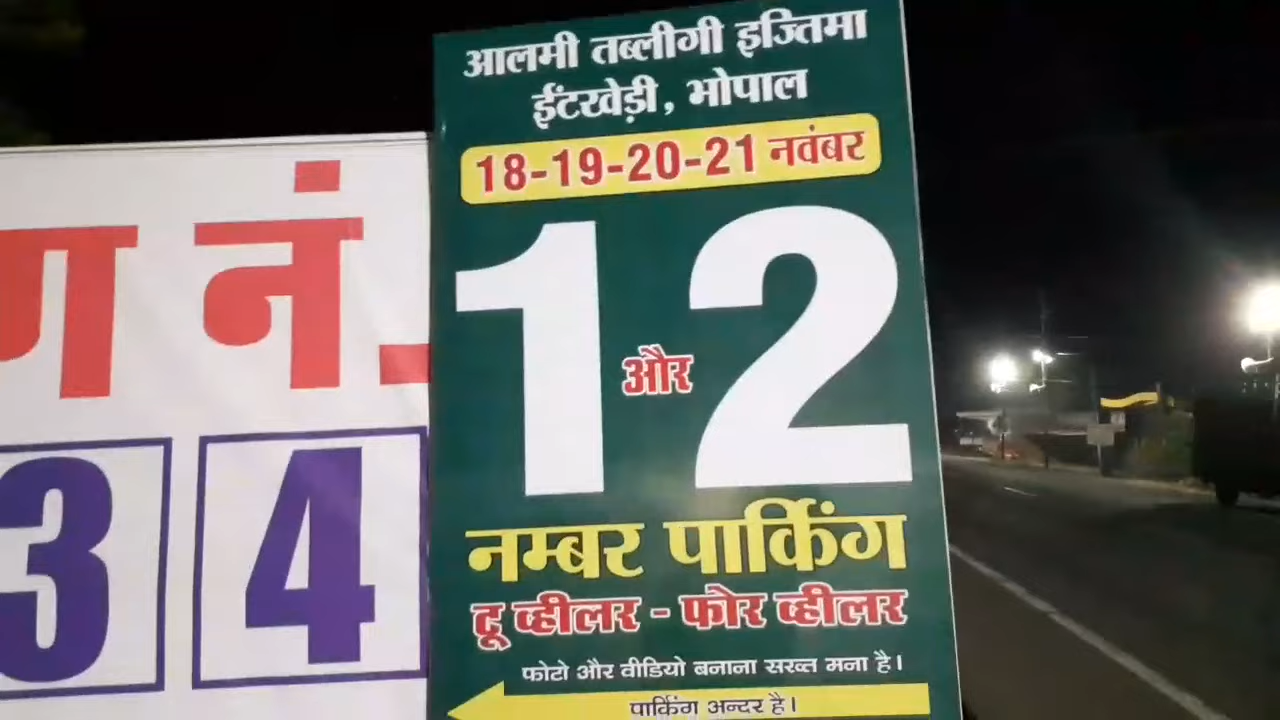 आलमी तब्लीगी इज्तिमा
ईंटखेड़ी, भोपाल
18-19-20-21 नवंबर
1 और 2
नम्बर पार्किंग
टू व्हीलर - फोर व्हीलर
फोटो और वीडियो बनाना सख्त मना है।
पार्किंग अन्दर है।
नं.
3 4